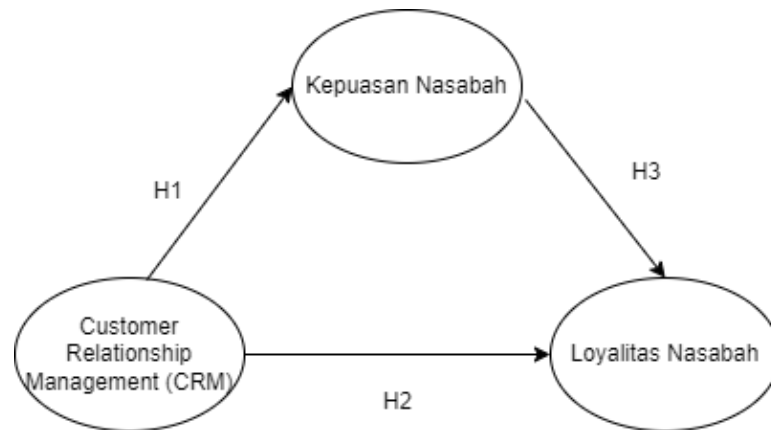 Kepuasan Nasabah
H1
H3
Customer
Relationship
Management (CRM)
Loyalitas Nasabah
H2